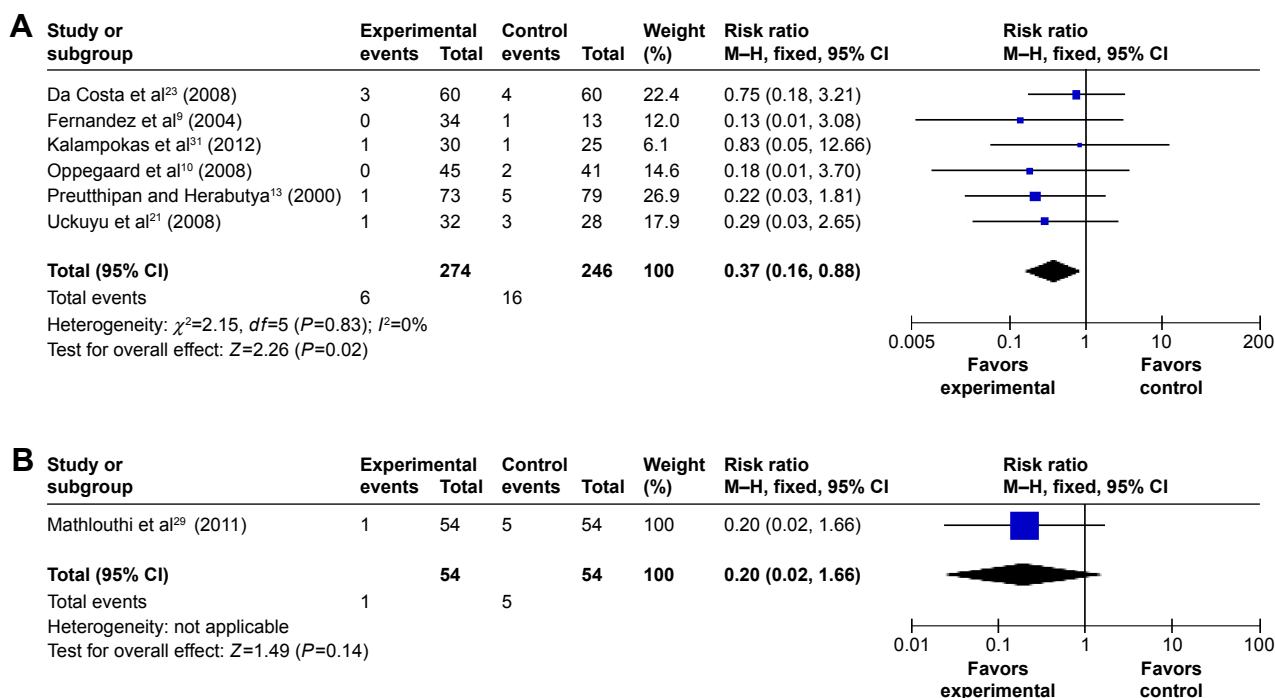 A Study or Experimental Control Weight Risk ratio Risk ratio
subgroup events Total events Total (%) M–H, fixed, 95% CI M–H, fixed, 95% CI
Da Costa et al²³ (2008) 3 60 4 60 22.4 0.75 (0.18, 3.21)
Fernandez et al⁹ (2004) 0 34 1 13 12.0 0.13 (0.01, 3.08)
Kalampokas et al³¹ (2012) 1 30 1 25 6.1 0.83 (0.05, 12.66)
Oppegaard et al¹⁰ (2008) 0 45 2 41 14.6 0.18 (0.01, 3.70)
Preutthipan and Herabutya¹³ (2000) 1 73 5 79 26.9 0.22 (0.03, 1.81)
Uckuyu et al²¹ (2008) 1 32 3 28 17.9 0.29 (0.03, 2.65)
Total (95% CI) 274 246 100 0.37 (0.16, 0.88)
Total events 6 16
Heterogeneity: χ²=2.15, df=5 (P=0.83); I²=0%
Test for overall effect: Z=2.26 (P=0.02)
0.005 0.1 1 10 200
Favors Favors
experimental control
B Study or Experimental Control Weight Risk ratio Risk ratio
subgroup events Total events Total (%) M–H, fixed, 95% CI M–H, fixed, 95% CI
Mathlouthi et al²⁹ (2011) 1 54 5 54 100 0.20 (0.02, 1.66)
Total (95% CI) 54 54 100 0.20 (0.02, 1.66)
Total events 1 5
Heterogeneity: not applicable
Test for overall effect: Z=1.49 (P=0.14)
0.01 0.1 1 10 100
Favors Favors
experimental control